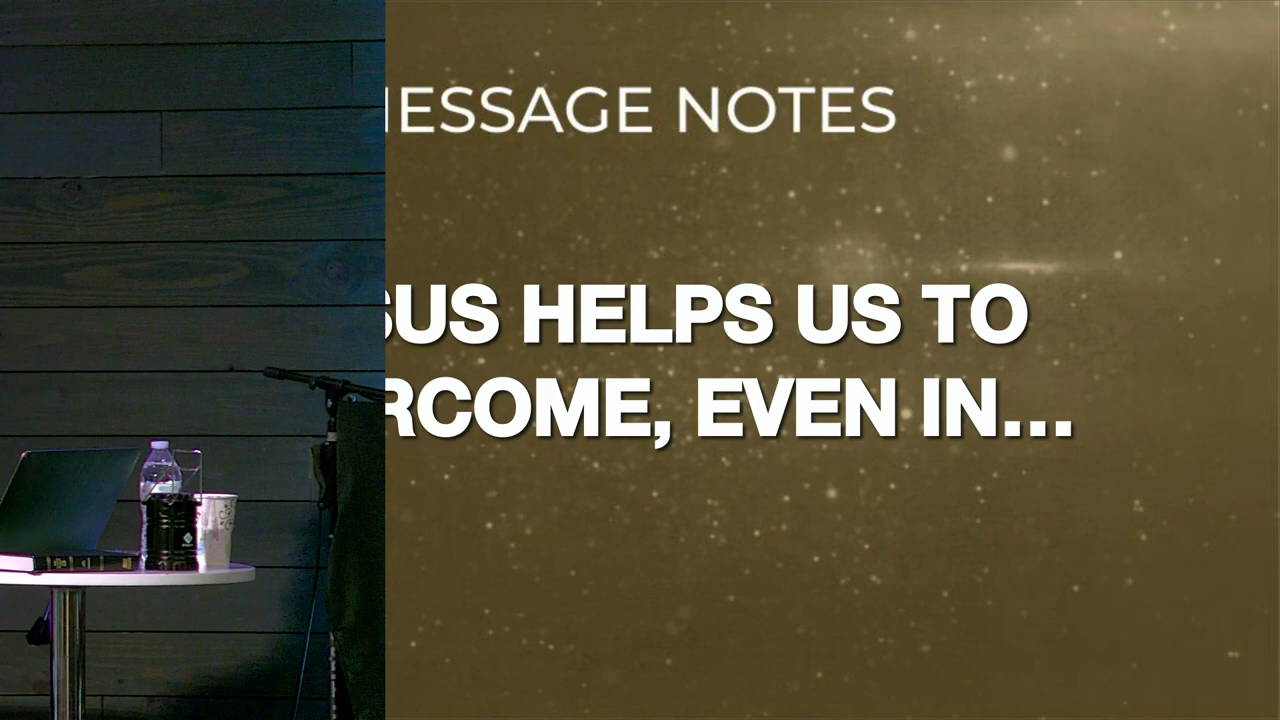 ESSAGE NOTES
SUS HELPS US TO
RCOME, EVEN IN...